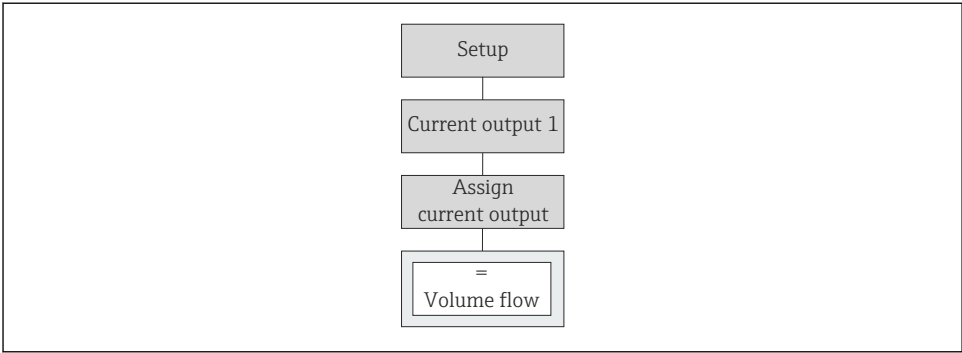 Setup
Current output 1
Assign
current output
=
Volume flow